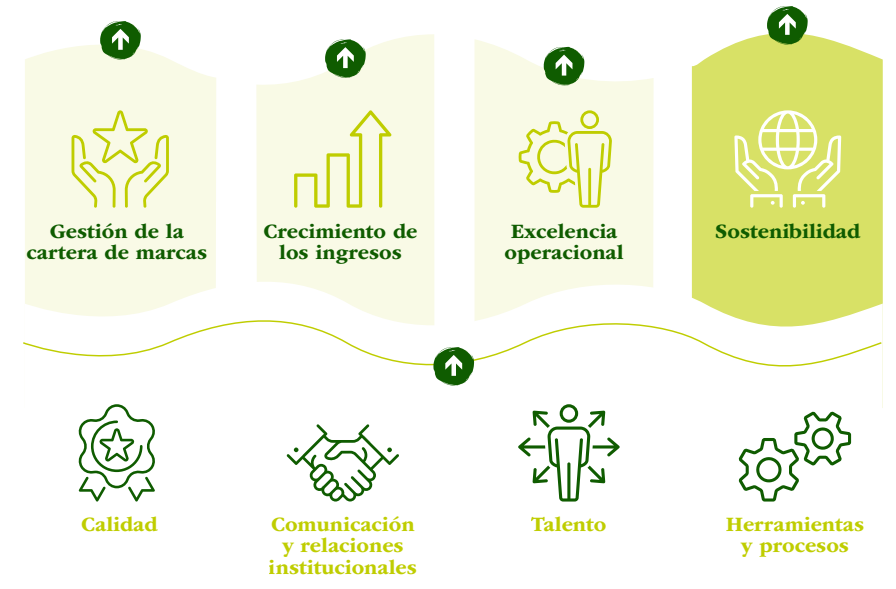 Gestión de la
cartera de marcas
Crecimiento de
los ingresos
Excelencia
operacional
Sostenibilidad
Calidad
Comunicación
y relaciones
institucionales
Talento
Herramientas
y procesos